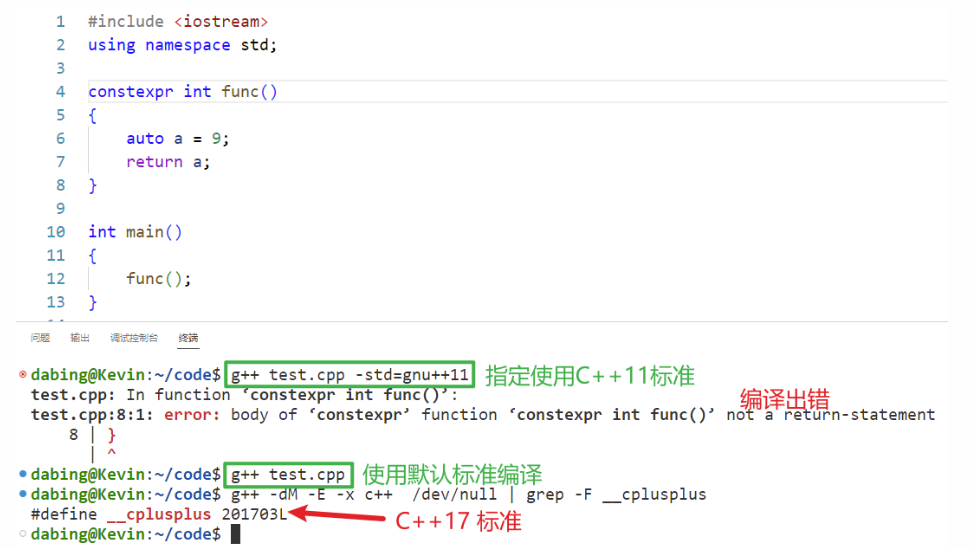 1 #include <iostream>
2 using namespace std;
3
4 constexpr int func()
5 {
6 auto a = 9;
7 return a;
8 }
9
10 int main()
11 {
12 func();
13 }
问题 输出 调试控制台 终端
dabing@Kevin:~/code$ g++ test.cpp -std=gnu++11 指定使用C++11标准
test.cpp: In function ‘constexpr int func()’:
编译出错
test.cpp:8:1: error: body of ‘constexpr’ function ‘constexpr int func()’ not a return-statement
8 | }
| ^
dabing@Kevin:~/code$ g++ test.cpp 使用默认标准编译
dabing@Kevin:~/code$ g++ -dM -E -x c++ /dev/null | grep -F __cplusplus
#define __cplusplus 201703L
C++17 标准
dabing@Kevin:~/code$